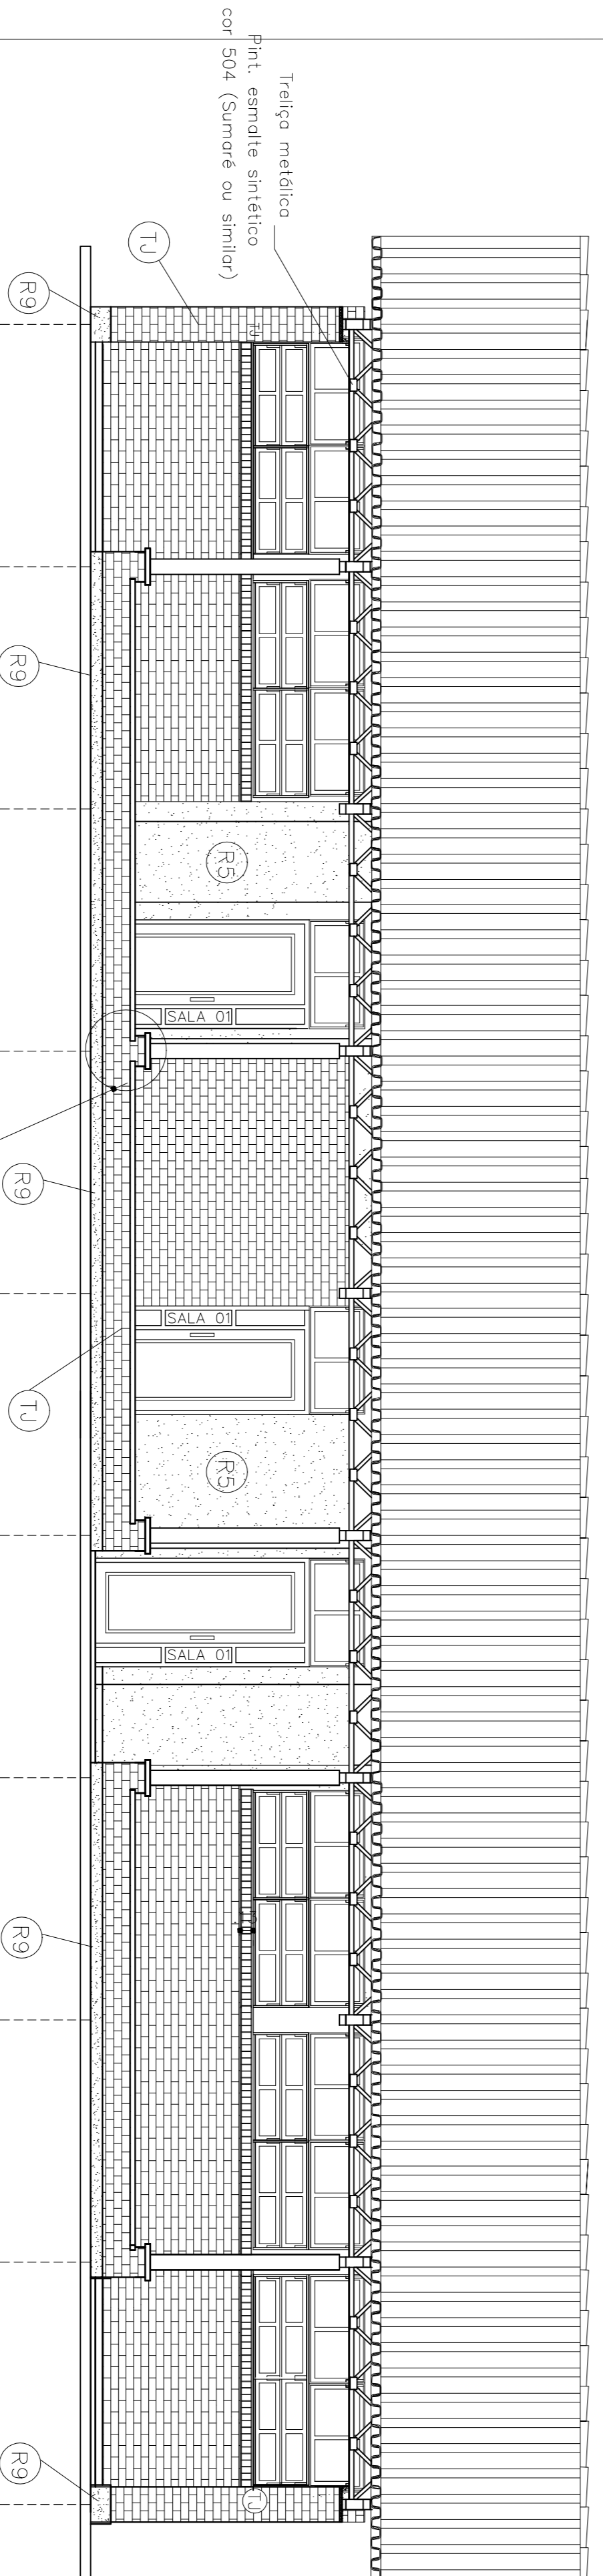 Treliça metálica
Pint. esmalte sintético
cor 504 (Sumaré ou similar)
TJ
R9
TJ
R9
R5
SALA 01
R9
SALA 01
TJ
R5
SALA 01
R9
TJ
R9